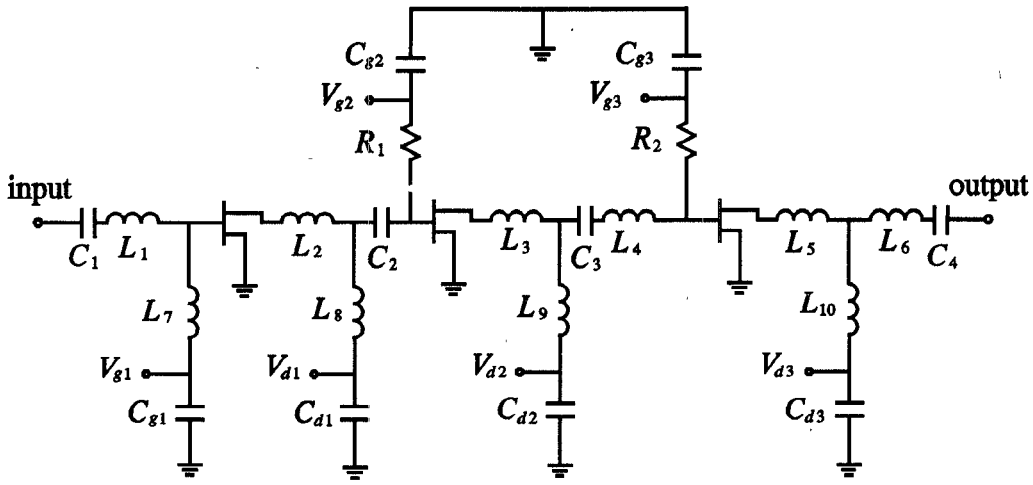 C_{g2}
C_{g3}
V_{g2}
V_{g3}
R_1
R_2
input
output
C_1
L_1
L_2
C_2
L_3
C_3
L_4
L_5
L_6
C_4
L_7
L_8
L_9
L_{10}
V_{g1}
V_{d1}
V_{d2}
V_{d3}
C_{g1}
C_{d1}
C_{d2}
C_{d3}